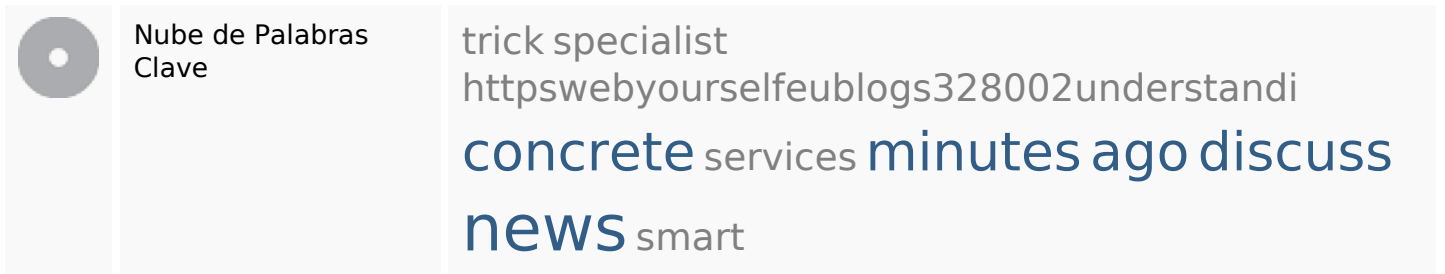 Nube de Palabras
Clave
trick specialist
httpswebyourselfeublogs328002understandi
concrete services minutes ago discuss
news smart